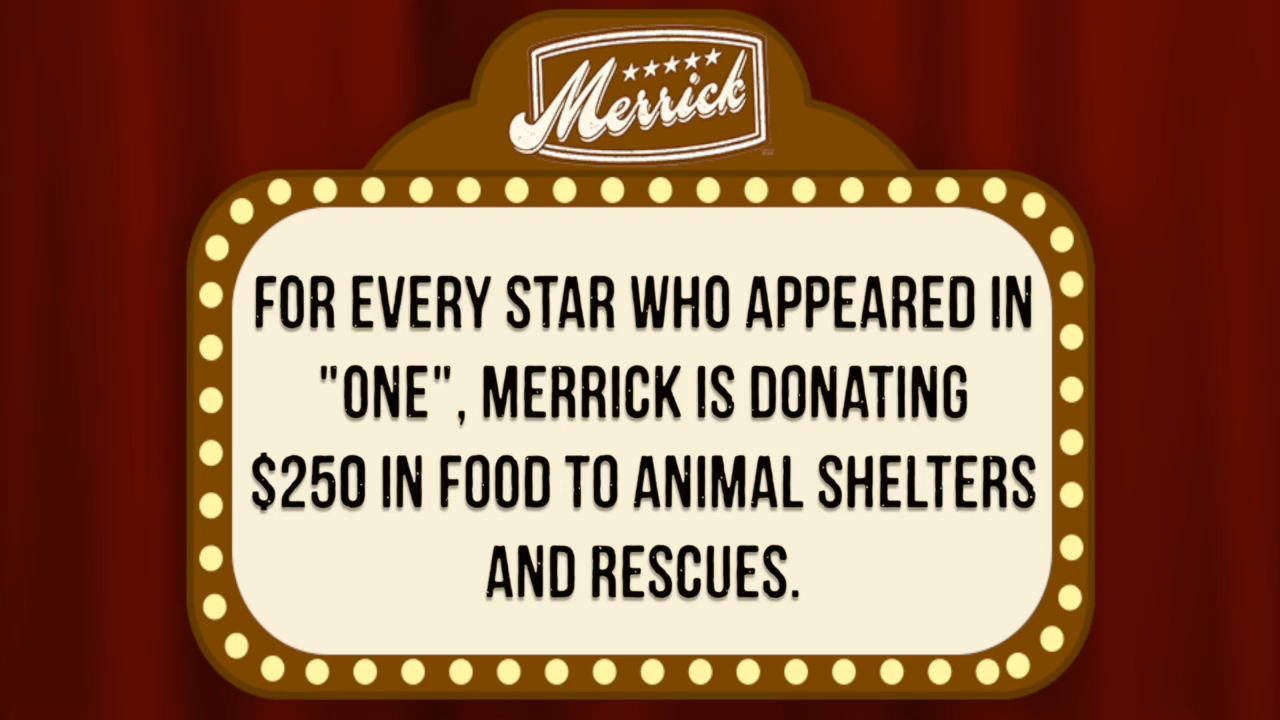 Merrick
FOR EVERY STAR WHO APPEARED IN
"ONE", MERRICK IS DONATING
$250 IN FOOD TO ANIMAL SHELTERS
AND RESCUES.